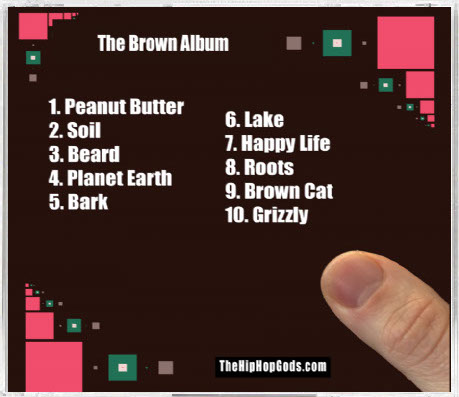 The Brown Album
1. Peanut Butter
2. Soil
3. Beard
4. Planet Earth
5. Bark
6. Lake
7. Happy Life
8. Roots
9. Brown Cat
10. Grizzly
TheHipHopGods.com